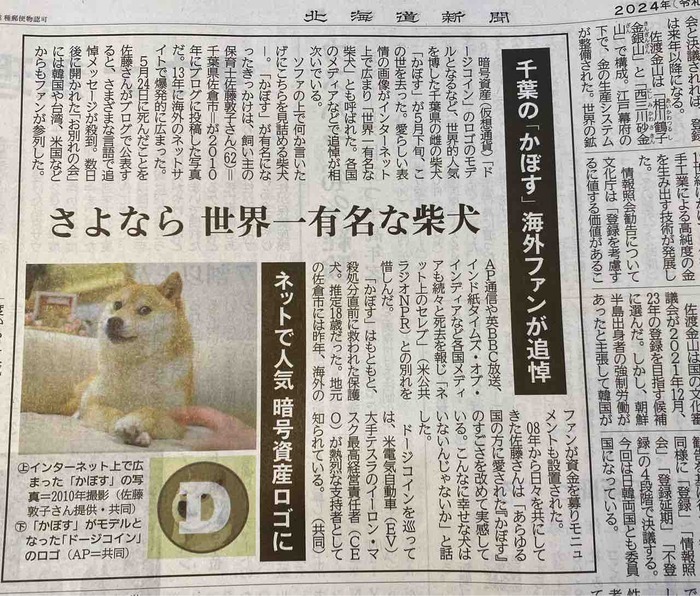 種郵便物認可
北海道新聞
2024年(令和
は来年以降になる。
佐渡金山は「相川鶴子
金銀山」と「西三川砂金
山」で構成。江戸幕府の
下で、金の生産システム
が整備された。世界の鉱
手工業による高純度の金
を生み出す技術が発展し
た。
情報照会勧告について
文化庁は「登録を考慮す
るに値する価値があるこ
佐渡金山は国の文化審
議会が2021年12月、
23年の登録を目指す候補
に選んだ。しかし、朝鮮
半島出身者の強制労働が
あったと主張して韓国が
同様に「登録」「情報照
会」「登録延期」「不登
録」の4段階で決議する。
今回は日韓両国とも委員
国になっている。
千葉の「かぼす」海外ファンが追悼
さよなら 世界一有名な柴犬
ネットで人気 暗号資産ロゴに
暗号資産(仮想通貨)「ド
ージコイン」のロゴのモデ
ルとなるなど、世界的人気
を博した千葉県の雌の柴犬
「かぼす」が5月下旬、こ
の世を去った。愛らしい表
情の画像がインターネット
上で広まり「世界一有名な
柴犬」とも呼ばれた。各国
のメディアなどで追悼が相
次いでいる。
ソファの上で何か言いた
げにこちらを見詰める柴犬
―。「かぼす」が有名にな
ったきっかけは、飼い主の
保育士佐藤敦子さん(62)=
千葉県佐倉市=が2010
年にブログに投稿した写真
だ。13年に海外のネットサ
イトで爆発的に広まった。
5月24日に死んだことを
佐藤さんがブログで公表す
ると、さまざまな言語で追
悼メッセージが殺到。数日
後に開かれた「お別れの会」
には韓国や台湾、米国など
からもファンが参列した。
AP通信や英BBC放送、
インド紙タイムズ・オブ・
インディアなど各国メディ
アも続々と死去を報じ「ネ
ット上のセレブ」(米公共
ラジオNPR)との別れを
惜しんだ。
「かぼす」はもともと、
殺処分直前に救われた保護
犬。推定18歳だった。地元
の佐倉市には昨年、海外の
ファンが資金を募りモニュ
メントも設置された。
08年から日々を共にして
きた佐藤さんは「あらゆる
国の方に愛された『かぼす』
のすごさを改めて実感して
いる。こんなに幸せな犬は
いないんじゃないか」と話
した。
ドージコインを巡って
は、米電気自動車(EV)
大手テスラのイーロン・マ
スク最高経営責任者(CE
O)が熱烈な支持者として
知られている。(共同)
㊤インターネット上で広
まった「かぼす」の写
真=2010年撮影(佐藤
敦子さん提供・共同)
㊦「かぼす」がモデルと
なった「ドージコイン」
のロゴ(AP=共同)
D